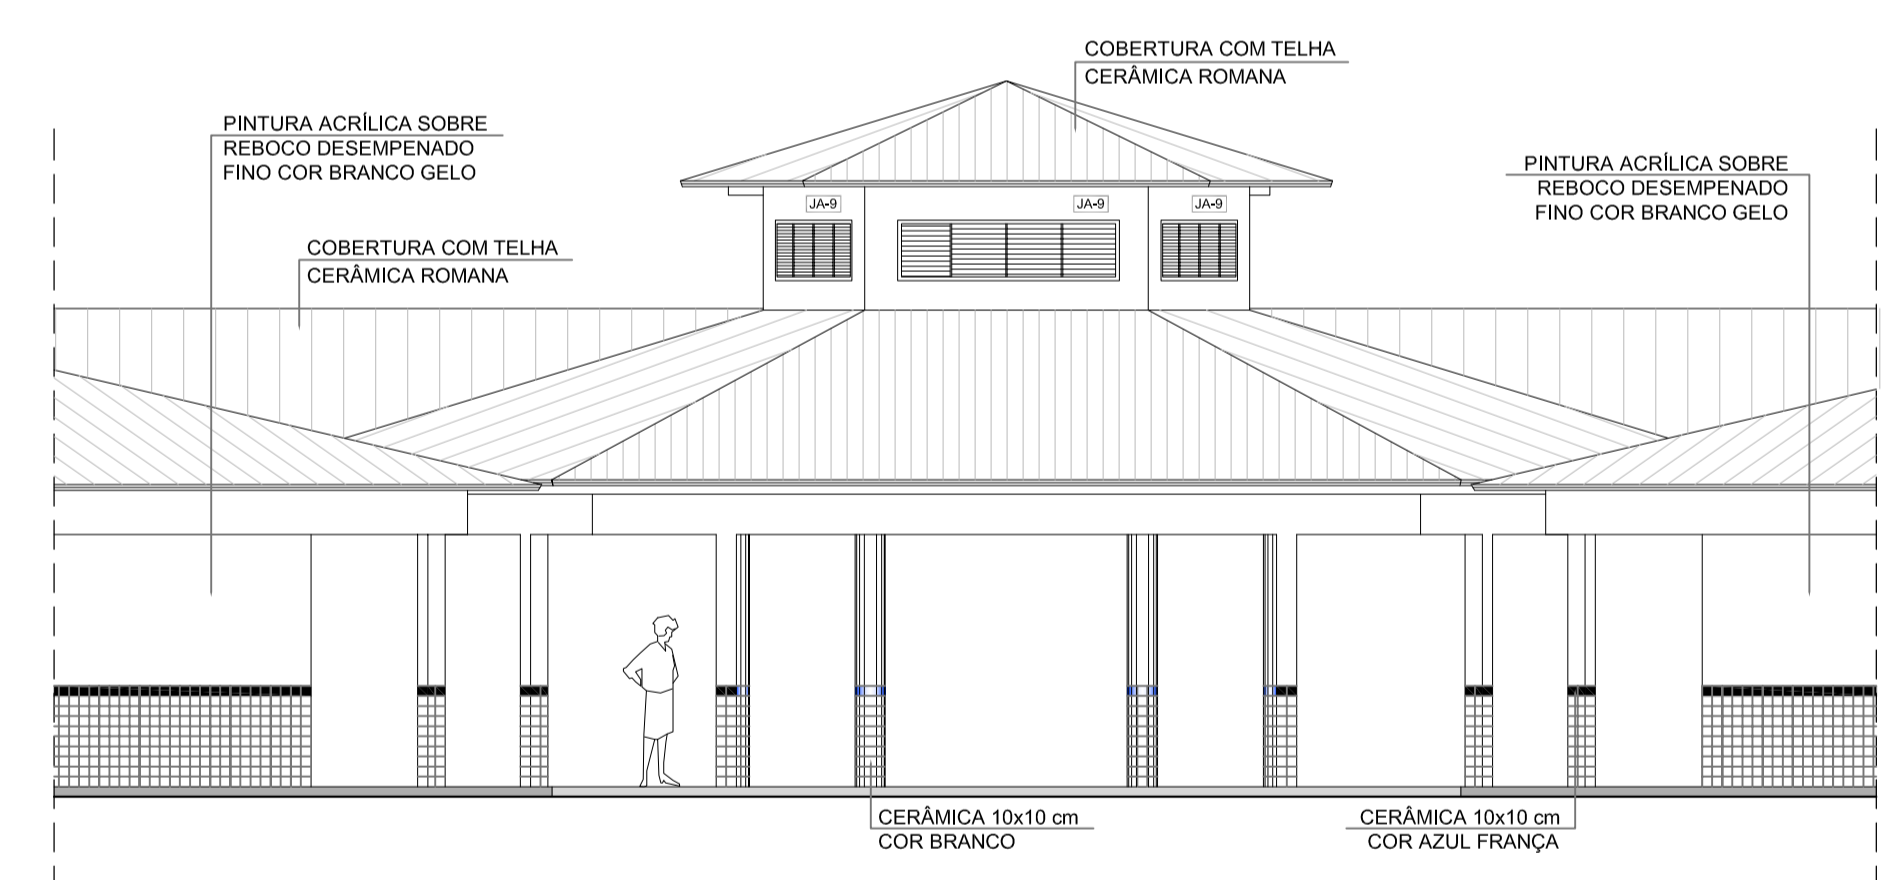 COBERTURA COM TELHA
CERÂMICA ROMANA
PINTURA ACRÍLICA SOBRE
REBOCO DESEMPENADO
FINO COR BRANCO GELO
PINTURA ACRÍLICA SOBRE
REBOCO DESEMPENADO
FINO COR BRANCO GELO
JA-9
JA-9
JA-9
COBERTURA COM TELHA
CERÂMICA ROMANA
CERÂMICA 10x10 cm
COR BRANCO
CERÂMICA 10x10 cm
COR AZUL FRANÇA